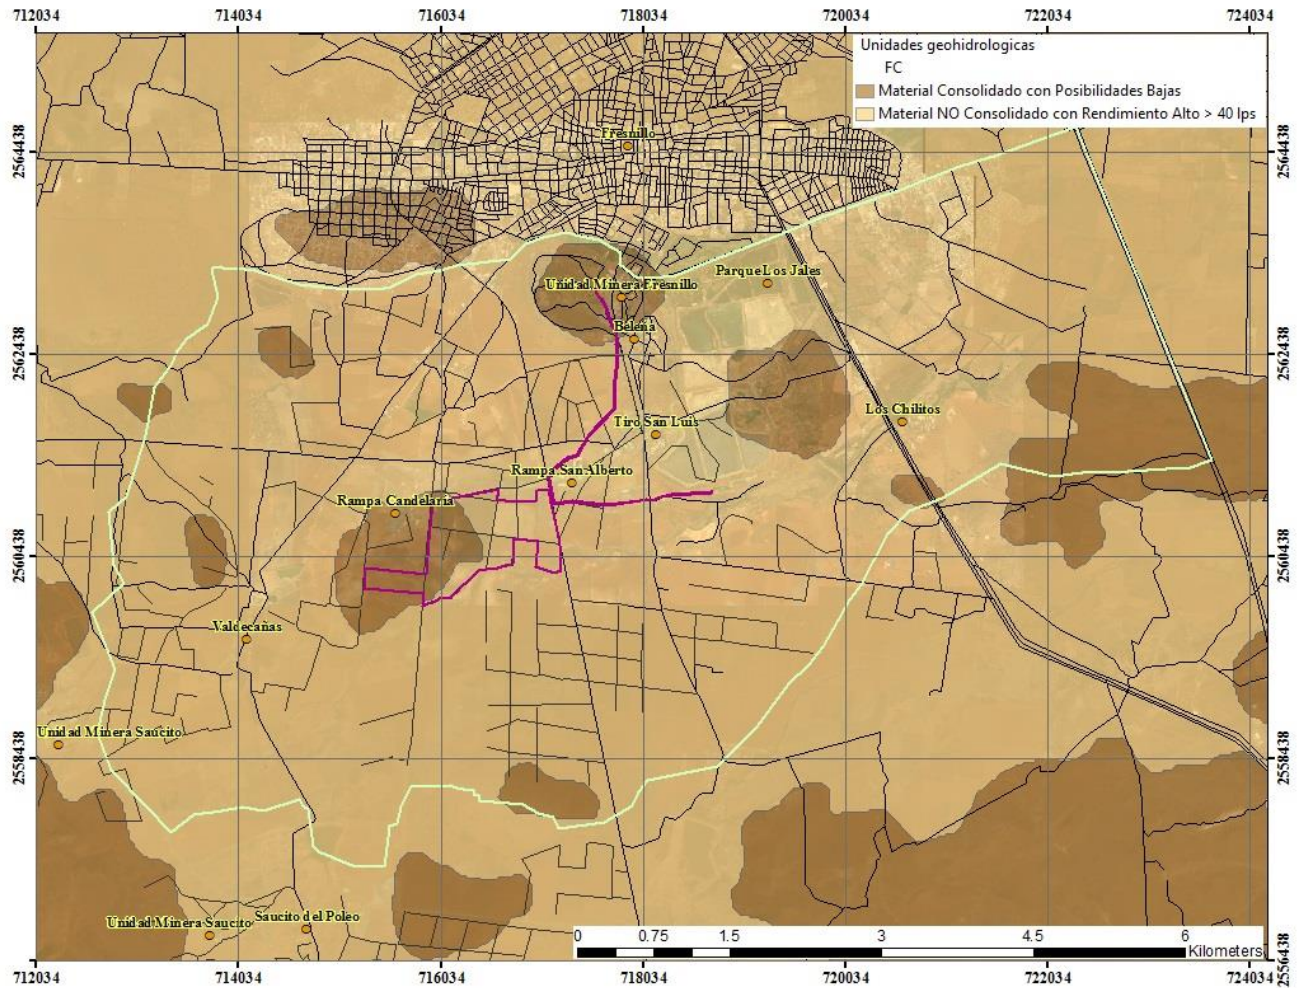 712034 714034 716034 718034 720034 722034 724034
Unidades geohidrologicas
FC
Material Consolidado con Posibilidades Bajas
Material NO Consolidado con Rendimiento Alto > 40 lps
Fresnillo
2564438 2564438
Parque Los Jales
Unidad Minera Fresnillo
Beleña
2562438 2562438
Los Chilitos
Tiro San Luis
Rampa San Alberto
Rampa Candelaria
2560438 2560438
Valdecañas
Unidad Minera Saucito
2558438 2558438
Saucito del Poleo
Unidad Minera Saucito
0 0.75 1.5 3 4.5 6
Kilometers
2556438 2556438
712034 714034 716034 718034 720034 722034 724034